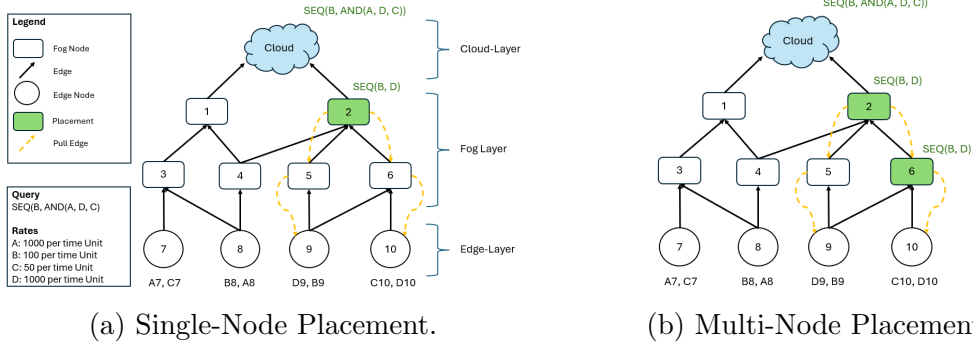 SEQ(B, AND(A, D, C))
Legend
Fog Node
Edge
Edge Node
Placement
Pull Edge
Query
SEQ(B, AND(A, D, C)
Rates
A: 1000 per time Unit
B: 100 per time Unit
C: 50 per time Unit
D: 1000 per time Unit
Cloud
SEQ(B, D)
1
2
3
4
5
6
7
8
9
10
A7, C7
B8, A8
D9, B9
C10, D10
Cloud-Layer
Fog Layer
Edge-Layer
(a) Single-Node Placement.
SEQ(B, AND(A, D, C))
Cloud
SEQ(B, D)
1
2
SEQ(B, D)
3
4
5
6
7
8
9
10
A7, C7
B8, A8
D9, B9
C10, D10
(b) Multi-Node Placemen